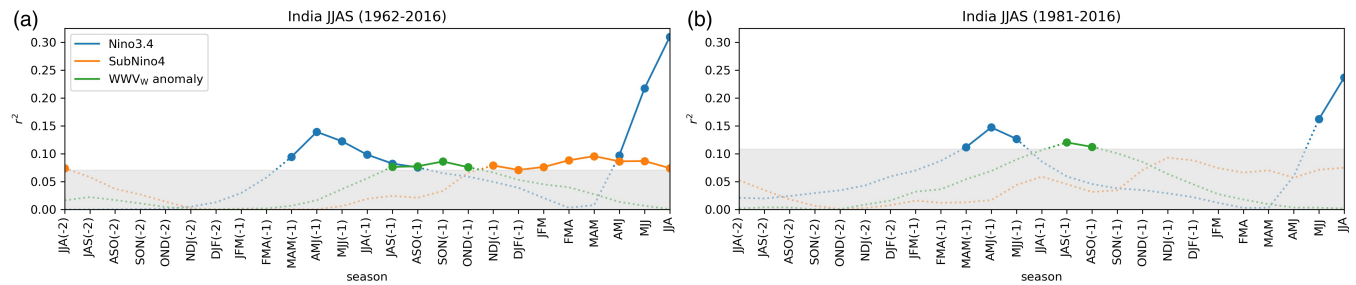 (a)
India JJAS (1962-2016)
r²
0.30
0.25
0.20
0.15
0.10
0.05
0.00
Nino3.4
SubNino4
WWV_W anomaly
JJA(-2)
JAS(-2)
ASO(-2)
SON(-2)
OND(-2)
NDJ(-2)
DJF(-2)
JFM(-1)
FMA(-1)
MAM(-1)
AMJ(-1)
MJJ(-1)
JJA(-1)
JAS(-1)
ASO(-1)
SON(-1)
OND(-1)
NDJ(-1)
DJF(-1)
JFM
FMA
MAM
AMJ
MJJ
JJA
season
(b)
India JJAS (1981-2016)
r²
0.30
0.25
0.20
0.15
0.10
0.05
0.00
JJA(-2)
JAS(-2)
ASO(-2)
SON(-2)
OND(-2)
NDJ(-2)
DJF(-2)
JFM(-1)
FMA(-1)
MAM(-1)
AMJ(-1)
MJJ(-1)
JJA(-1)
JAS(-1)
ASO(-1)
SON(-1)
OND(-1)
NDJ(-1)
DJF(-1)
JFM
FMA
MAM
AMJ
MJJ
JJA
season